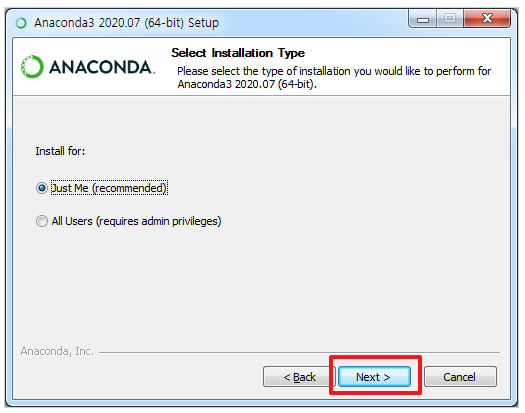 Anaconda3 2020.07 (64-bit) Setup
ANACONDA.
Select Installation Type
Please select the type of installation you would like to perform for
Anaconda3 2020.07 (64-bit).
Install for:
Just Me (recommended)
All Users (requires admin privileges)
Anaconda, Inc.
< Back
Next >
Cancel